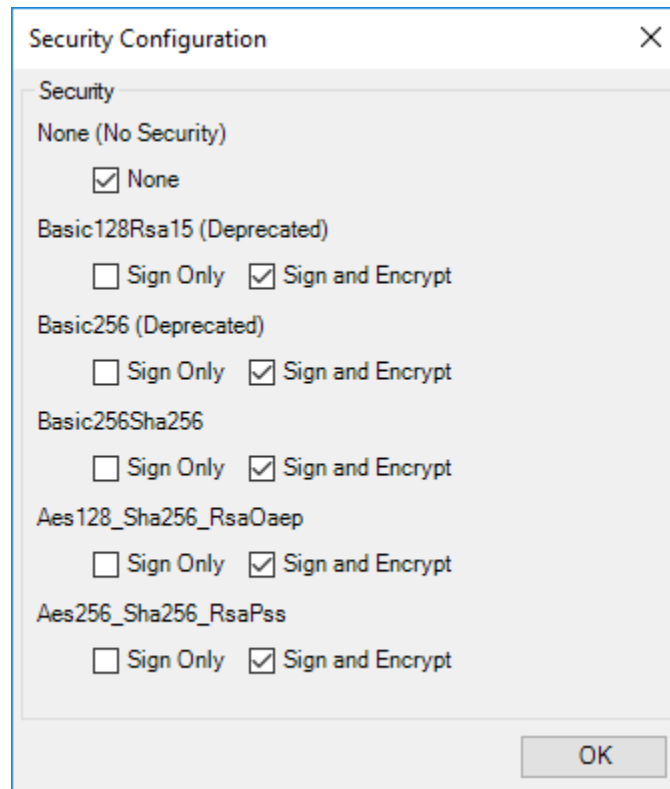 Security Configuration
Security
None (No Security)
None
Basic128Rsa15 (Deprecated)
Sign Only Sign and Encrypt
Basic256 (Deprecated)
Sign Only Sign and Encrypt
Basic256Sha256
Sign Only Sign and Encrypt
Aes128_Sha256_RsaOaep
Sign Only Sign and Encrypt
Aes256_Sha256_RsaPss
Sign Only Sign and Encrypt
OK